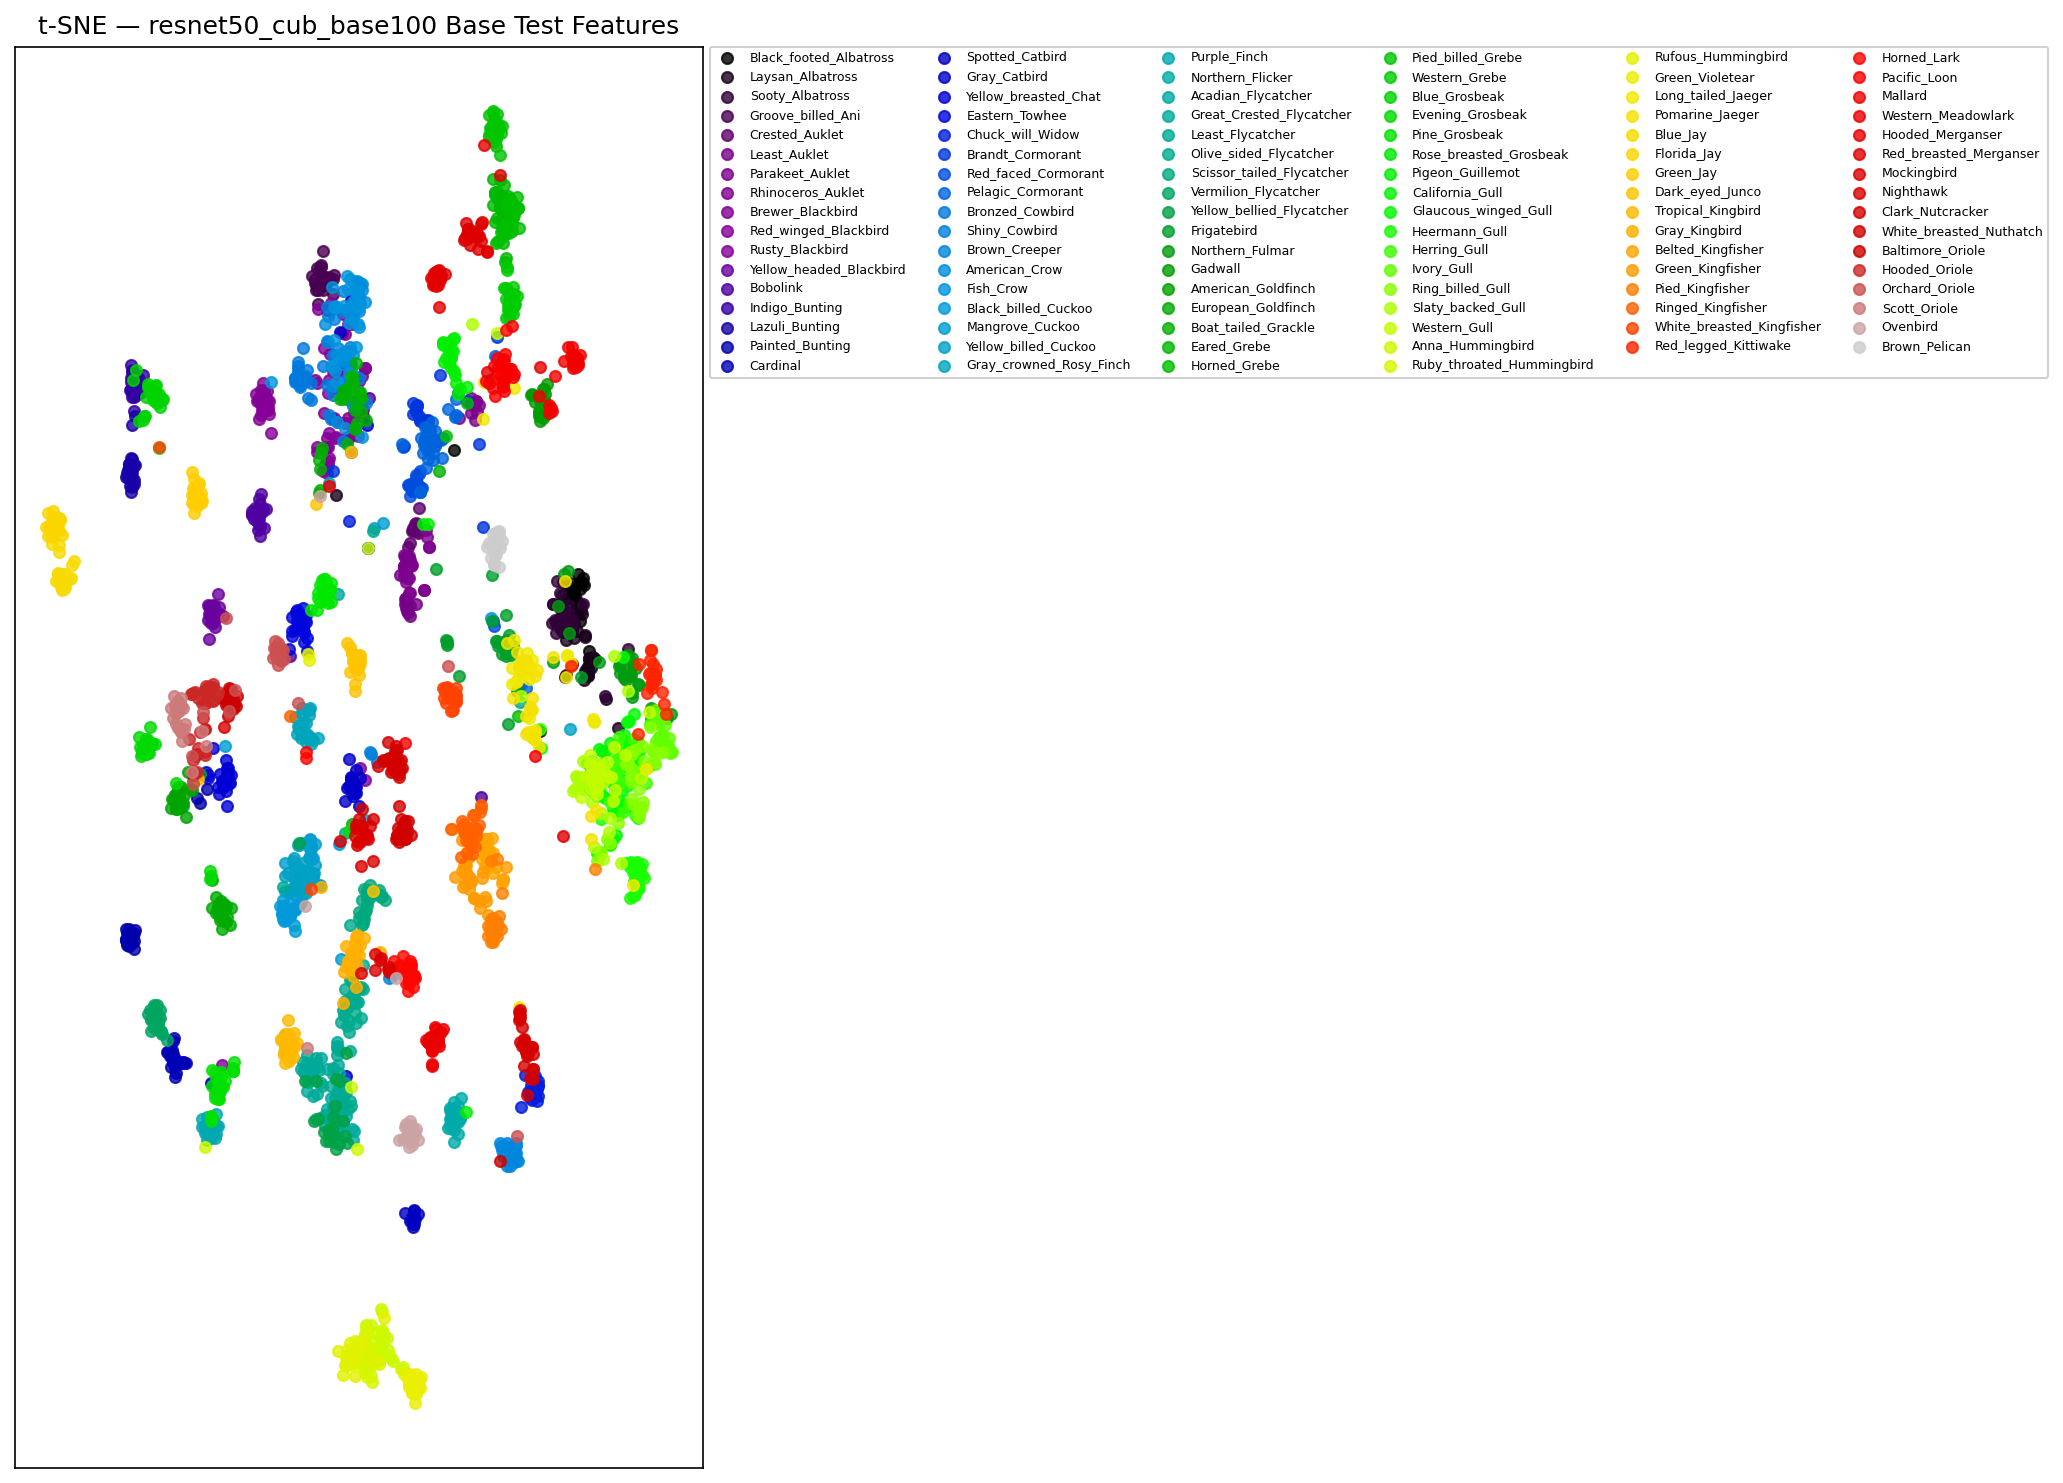 t-SNE — resnet50_cub_base100 Base Test Features
Black_footed_Albatross
Laysan_Albatross
Sooty_Albatross
Groove_billed_Ani
Crested_Auklet
Least_Auklet
Parakeet_Auklet
Rhinoceros_Auklet
Brewer_Blackbird
Red_winged_Blackbird
Rusty_Blackbird
Yellow_headed_Blackbird
Bobolink
Indigo_Bunting
Lazuli_Bunting
Painted_Bunting
Cardinal
Spotted_Catbird
Gray_Catbird
Yellow_breasted_Chat
Eastern_Towhee
Chuck_will_Widow
Brandt_Cormorant
Red_faced_Cormorant
Pelagic_Cormorant
Bronzed_Cowbird
Shiny_Cowbird
Brown_Creeper
American_Crow
Fish_Crow
Black_billed_Cuckoo
Mangrove_Cuckoo
Yellow_billed_Cuckoo
Gray_crowned_Rosy_Finch
Purple_Finch
Northern_Flicker
Acadian_Flycatcher
Great_Crested_Flycatcher
Least_Flycatcher
Olive_sided_Flycatcher
Scissor_tailed_Flycatcher
Vermilion_Flycatcher
Yellow_bellied_Flycatcher
Frigatebird
Northern_Fulmar
Gadwall
American_Goldfinch
European_Goldfinch
Boat_tailed_Grackle
Eared_Grebe
Horned_Grebe
Pied_billed_Grebe
Western_Grebe
Blue_Grosbeak
Evening_Grosbeak
Pine_Grosbeak
Rose_breasted_Grosbeak
Pigeon_Guillemot
California_Gull
Glaucous_winged_Gull
Heermann_Gull
Herring_Gull
Ivory_Gull
Ring_billed_Gull
Slaty_backed_Gull
Western_Gull
Anna_Hummingbird
Ruby_throated_Hummingbird
Rufous_Hummingbird
Green_Violetear
Long_tailed_Jaeger
Pomarine_Jaeger
Blue_Jay
Florida_Jay
Green_Jay
Dark_eyed_Junco
Tropical_Kingbird
Gray_Kingbird
Belted_Kingfisher
Green_Kingfisher
Pied_Kingfisher
Ringed_Kingfisher
White_breasted_Kingfisher
Red_legged_Kittiwake
Horned_Lark
Pacific_Loon
Mallard
Western_Meadowlark
Hooded_Merganser
Red_breasted_Merganser
Mockingbird
Nighthawk
Clark_Nutcracker
White_breasted_Nuthatch
Baltimore_Oriole
Hooded_Oriole
Orchard_Oriole
Scott_Oriole
Ovenbird
Brown_Pelican